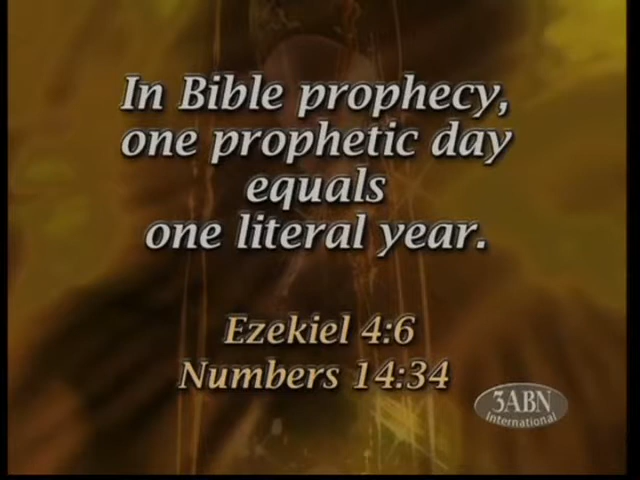 In Bible prophecy,
one prophetic day
equals
one literal year.
Ezekiel 4:6
Numbers 14:34
3ABN
International